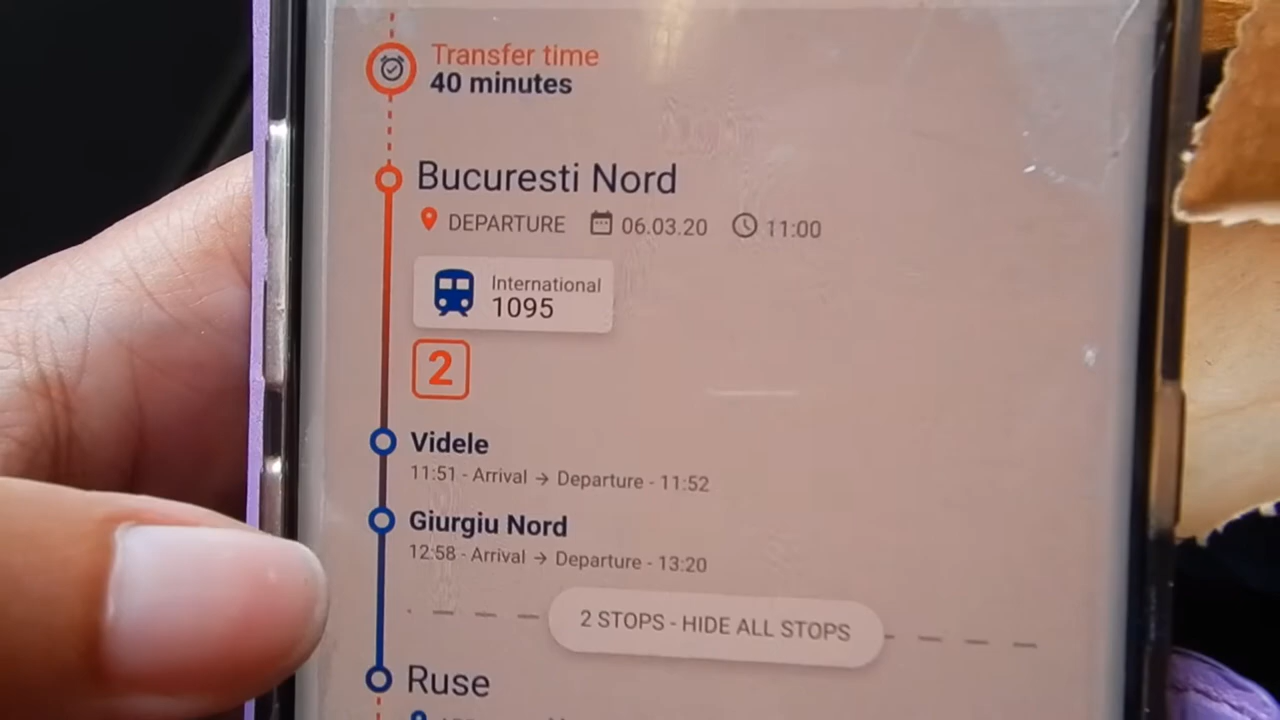 Transfer time
40 minutes
Bucuresti Nord
DEPARTURE 06.03.20 11:00
International
1095
2
Videle
11:51 - Arrival → Departure - 11:52
Giurgiu Nord
12:58 - Arrival → Departure - 13:20
2 STOPS - HIDE ALL STOPS
Ruse